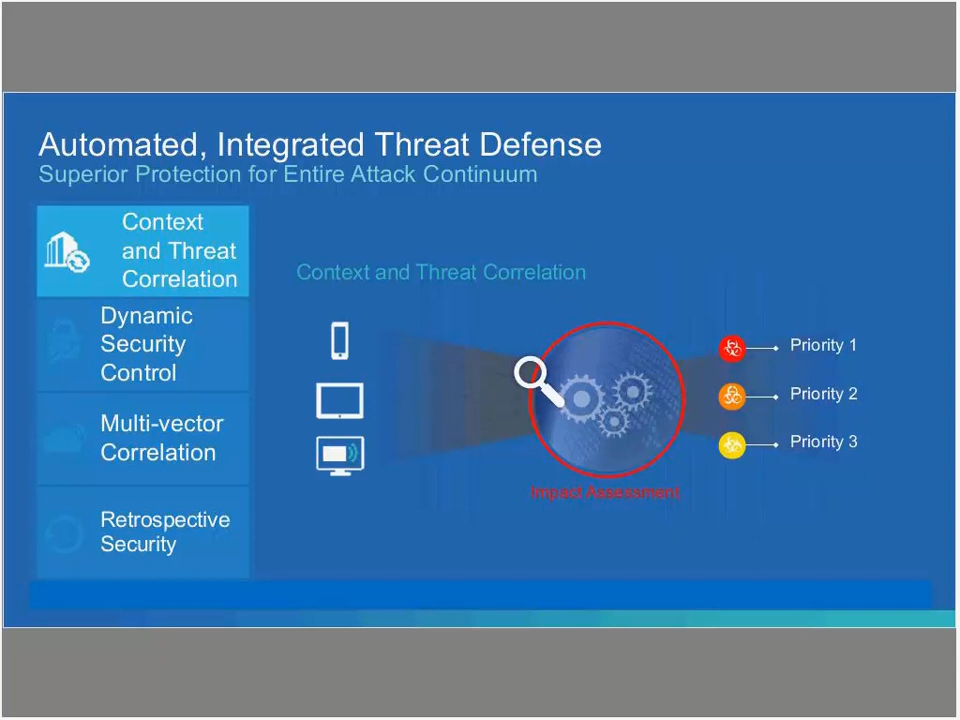 Automated, Integrated Threat Defense
Superior Protection for Entire Attack Continuum
Context
and Threat
Correlation
Dynamic
Security
Control
Multi-vector
Correlation
Retrospective
Security
Context and Threat Correlation
Impact Assessment
Priority 1
Priority 2
Priority 3